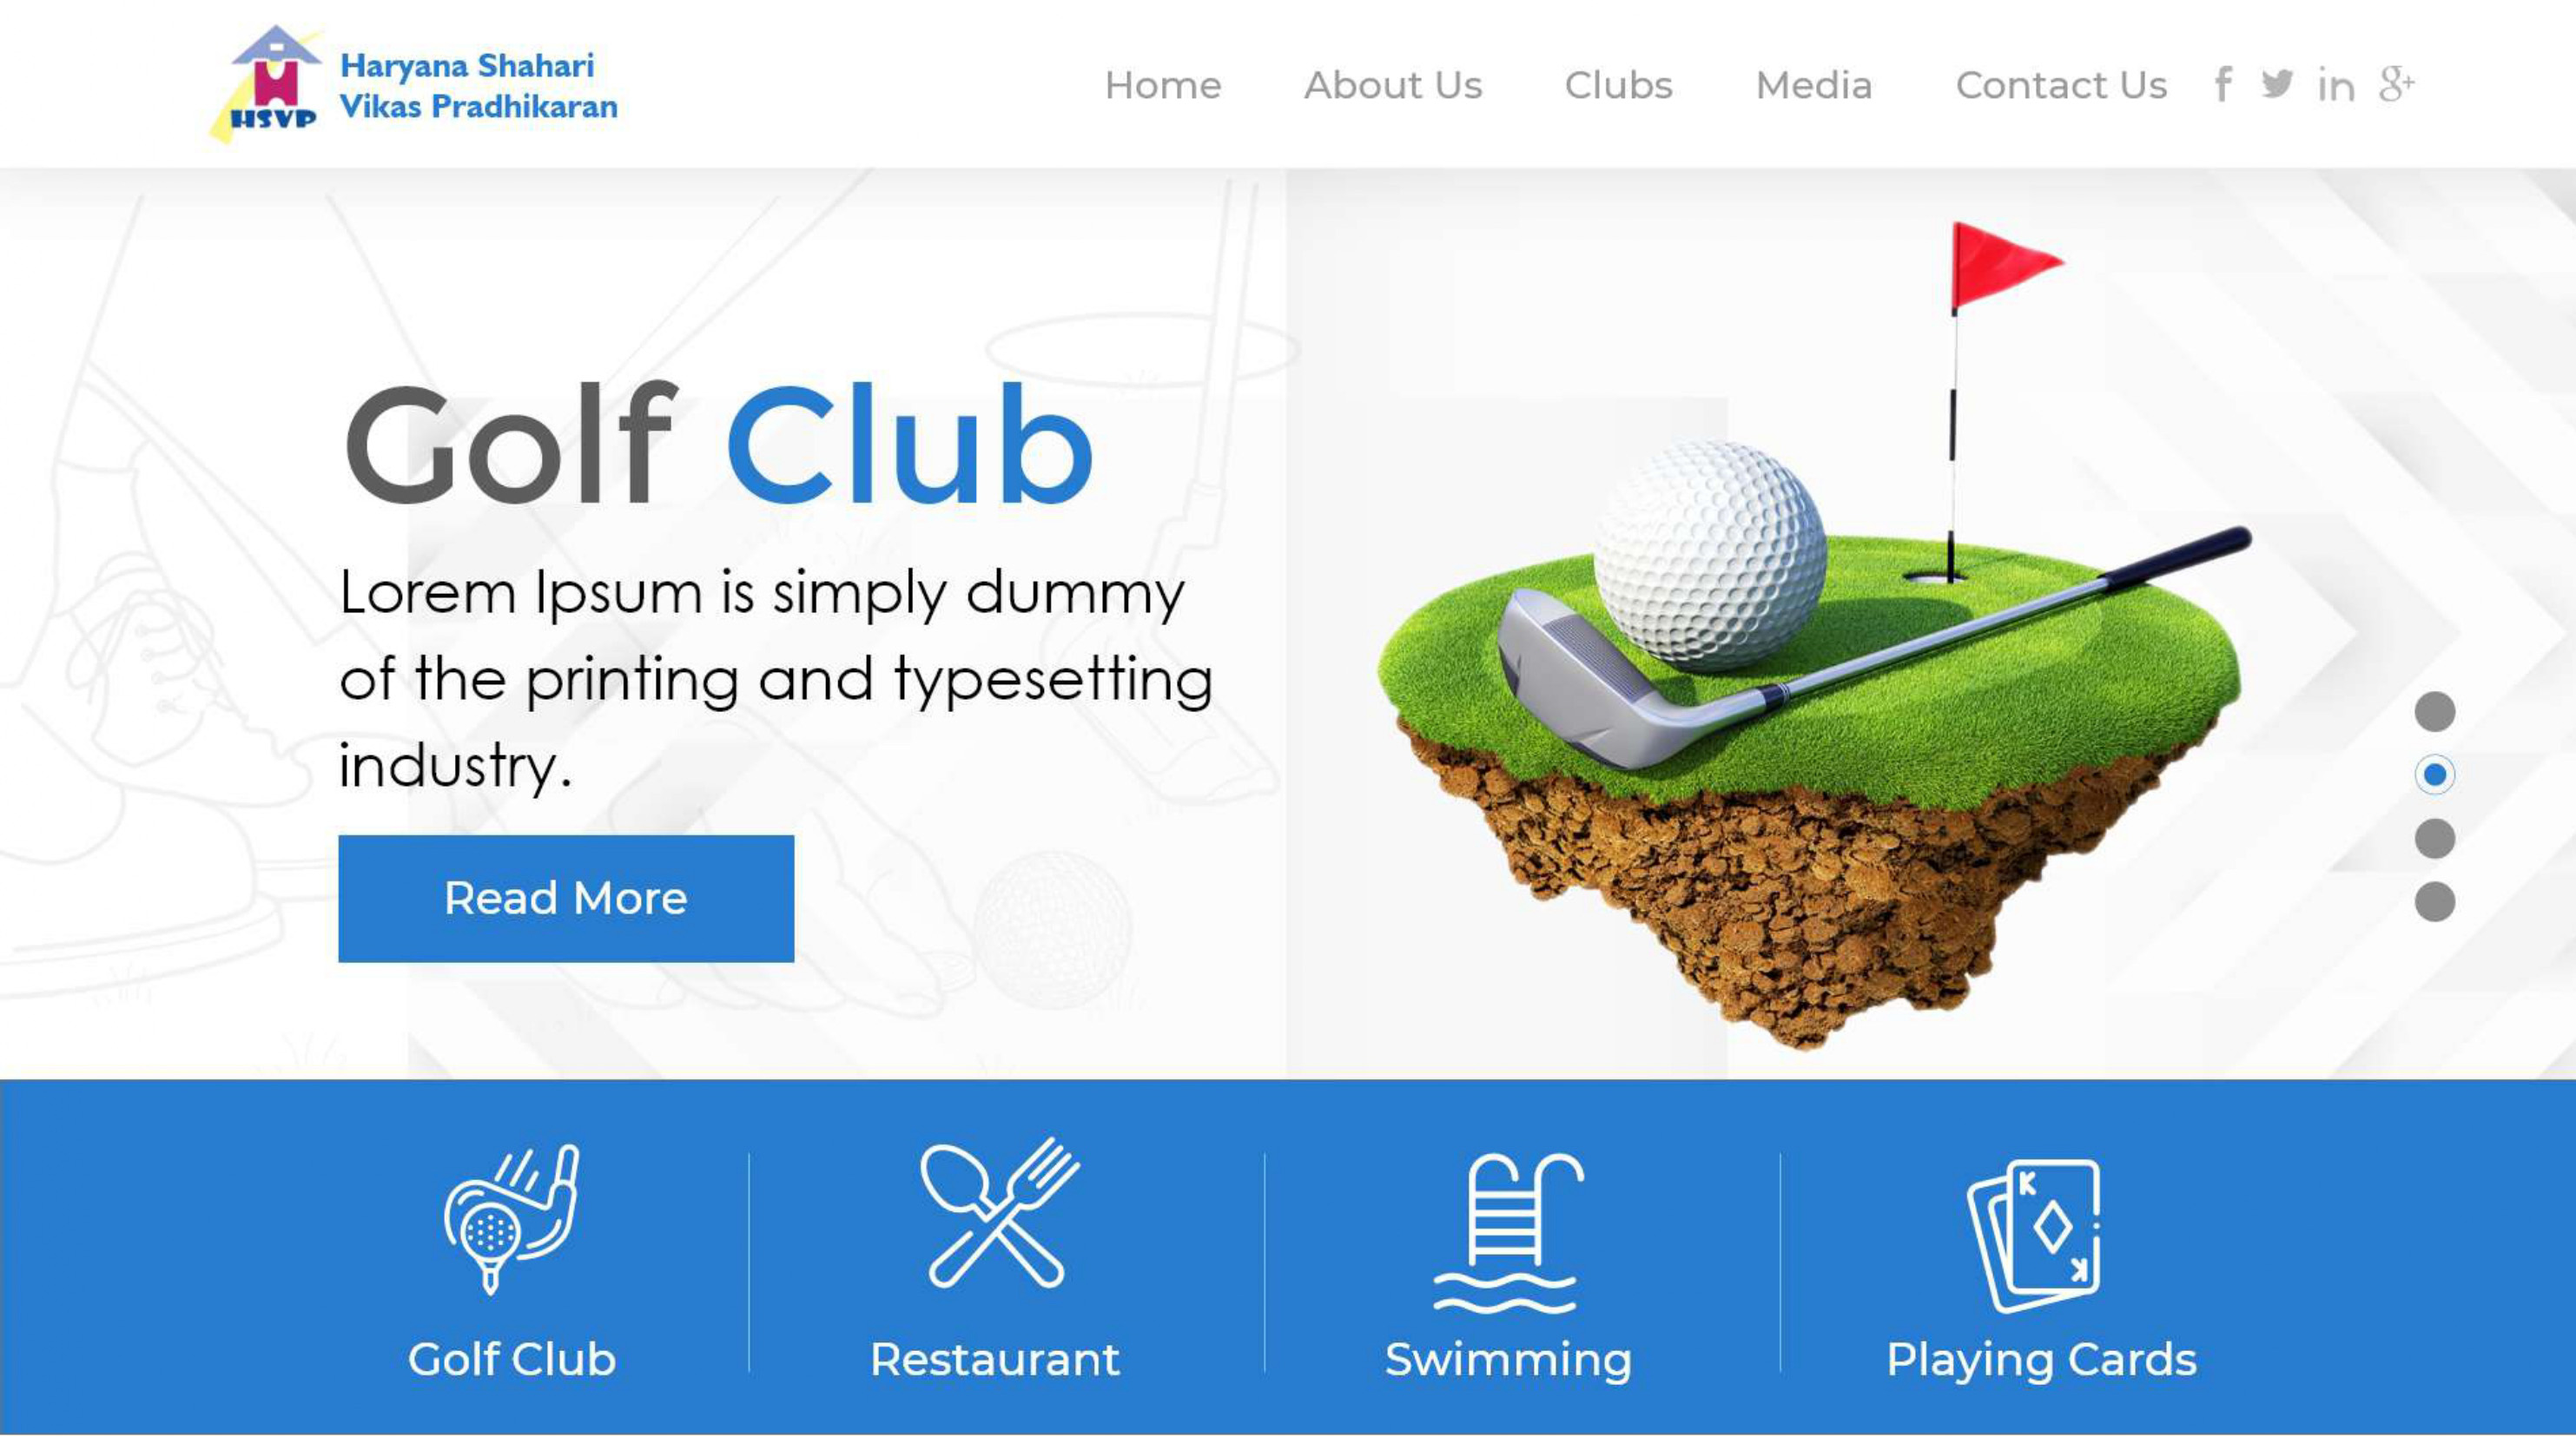 HSVP
Haryana Shahari
Vikas Pradhikaran
Home About Us Clubs Media Contact Us f in g+
Golf Club
Lorem Ipsum is simply dummy
of the printing and typesetting
industry.
Read More
K
K
Golf Club Restaurant Swimming Playing Cards